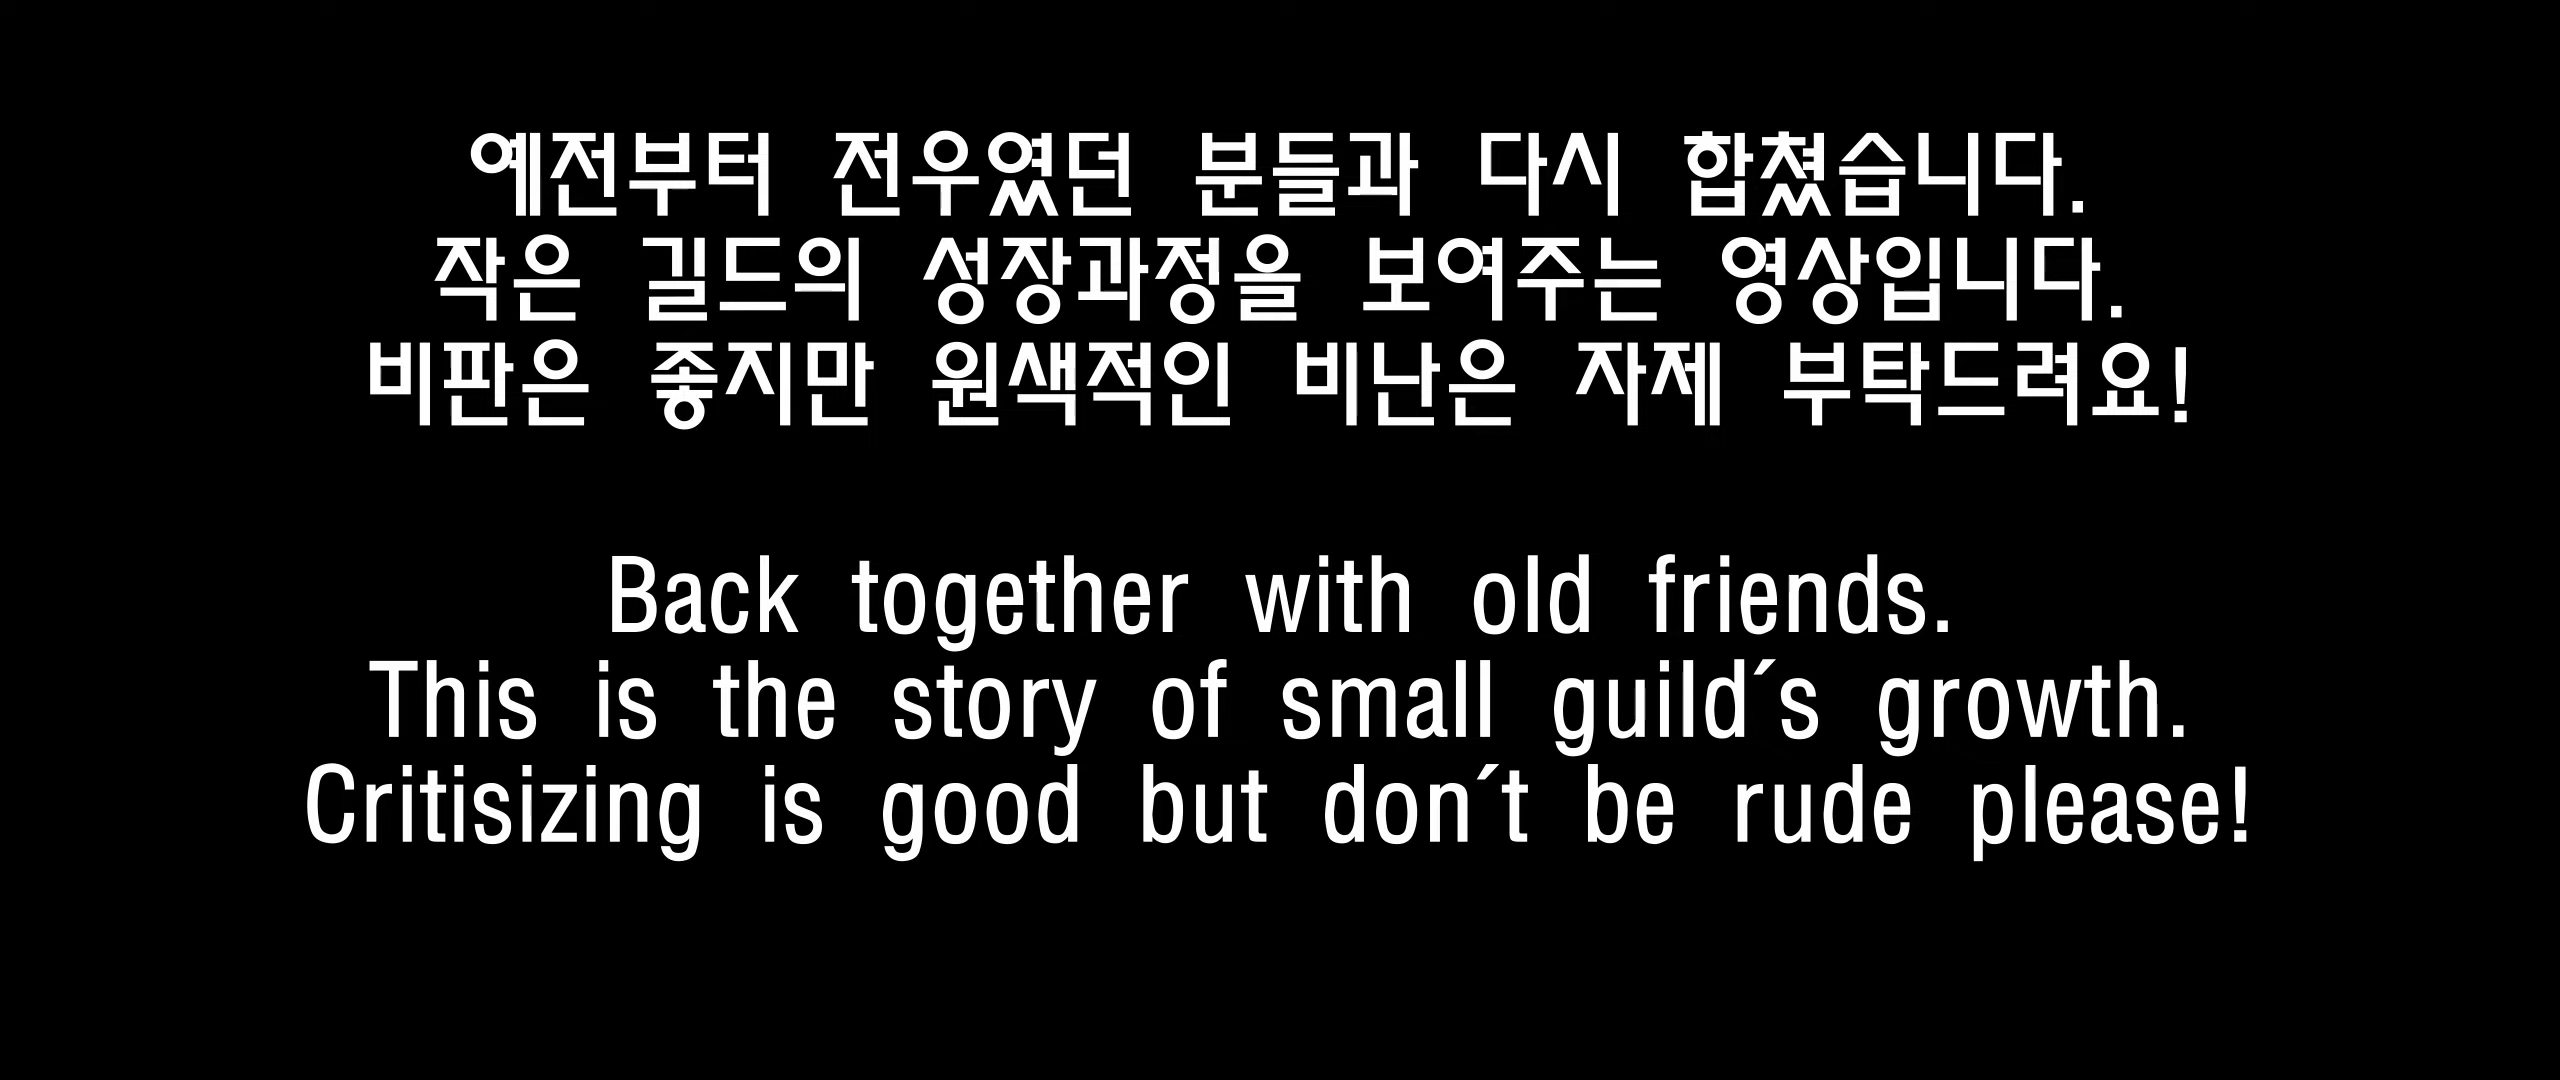 예전부터 전우였던 분들과 다시 합쳤습니다.
작은 길드의 성장과정을 보여주는 영상입니다.
비판은 좋지만 원색적인 비난은 자제 부탁드려요!
Back together with old friends.
This is the story of small guild´s growth.
Critisizing is good but don´t be rude please!